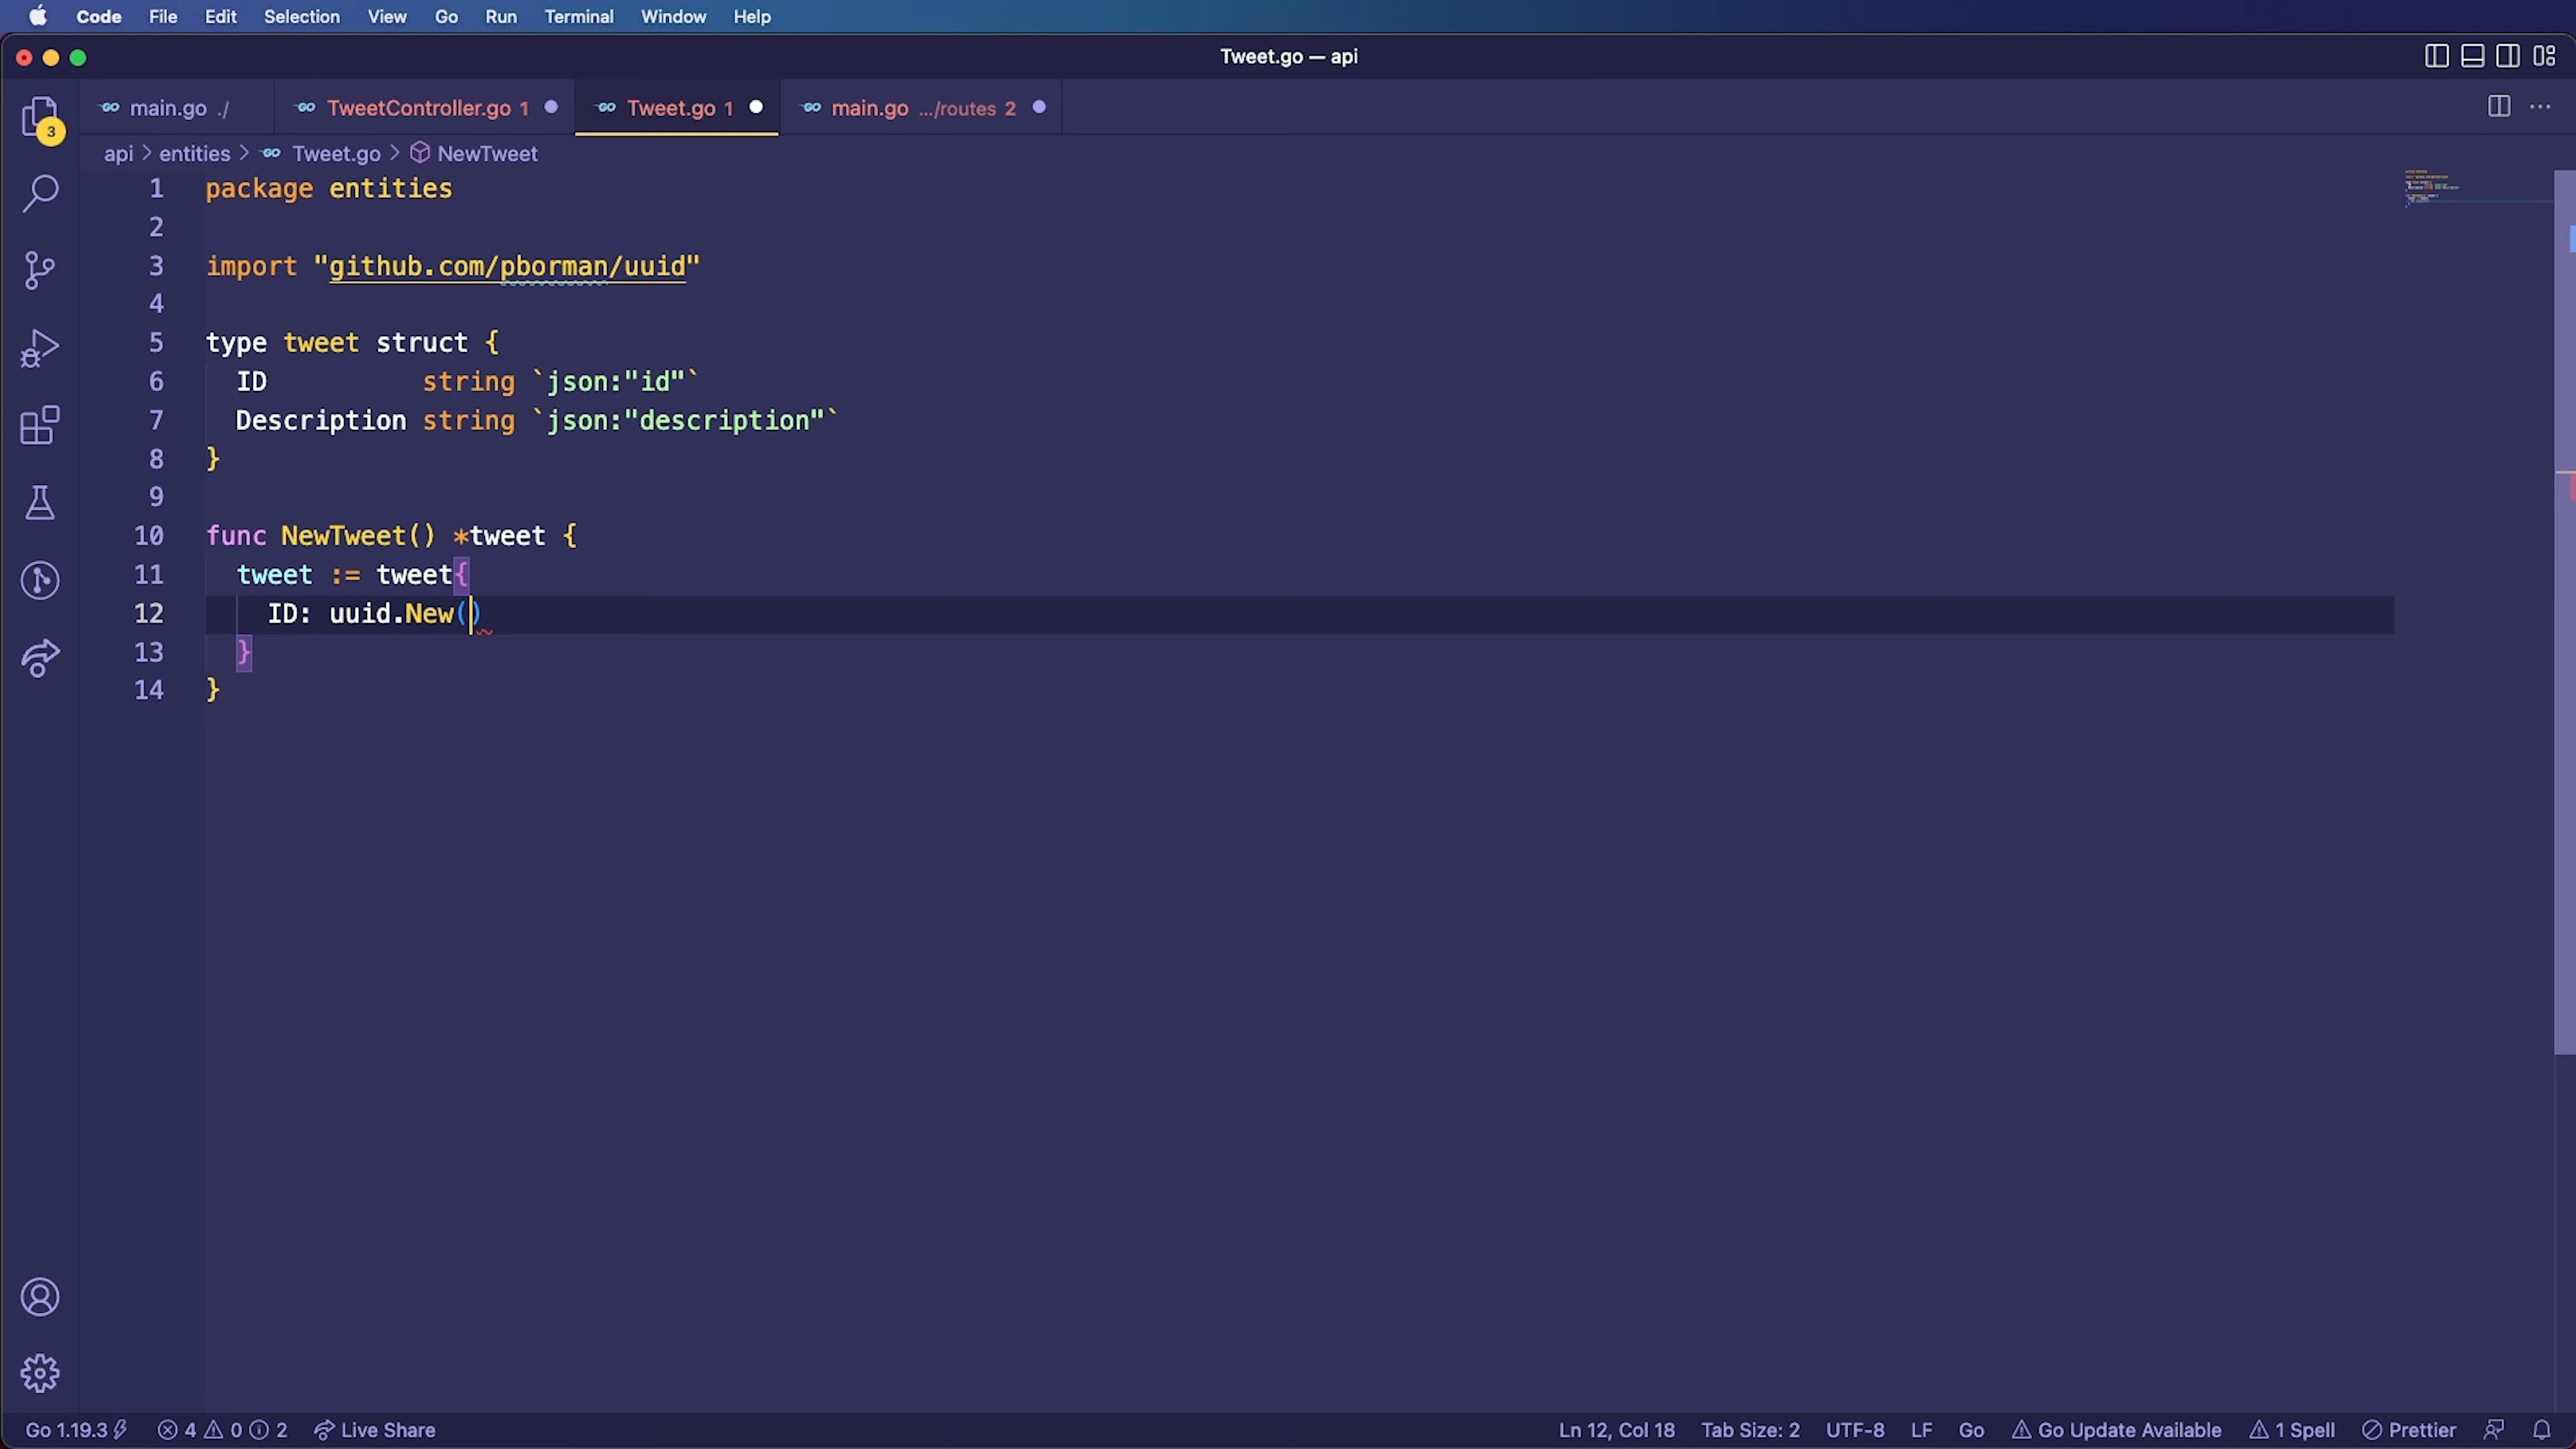 Code File Edit Selection View Go Run Terminal Window Help
Tweet.go — api
main.go ./ TweetController.go 1 Tweet.go 1 main.go .../routes 2
3
api > entities > Tweet.go > NewTweet
1 package entities
2
3 import "github.com/pborman/uuid"
4
5 type tweet struct {
6 ID string `json:"id"`
7 Description string `json:"description"`
8 }
9
10 func NewTweet() *tweet {
11 tweet := tweet{
12 ID: uuid.New()
13 }
14 }
Go 1.19.3 4 0 2 Live Share Ln 12, Col 18 Tab Size: 2 UTF-8 LF Go Go Update Available 1 Spell Prettier